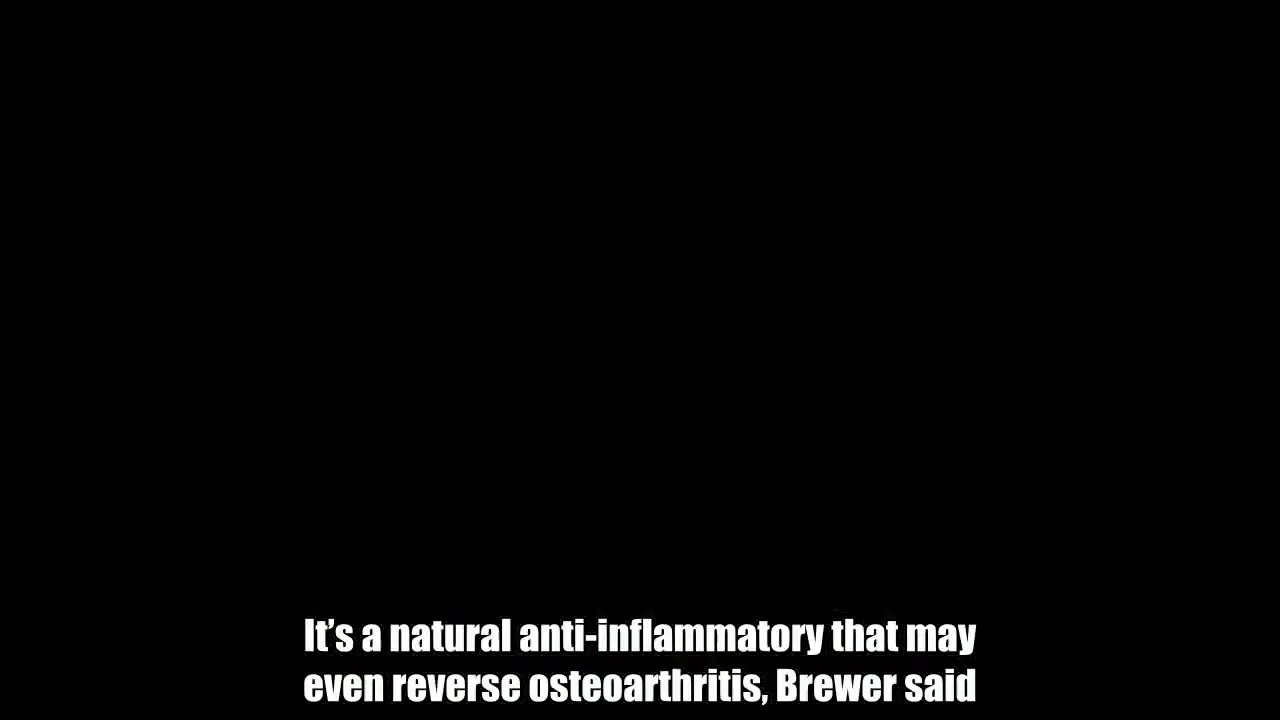 It’s a natural anti-inflammatory that may
even reverse osteoarthritis, Brewer said